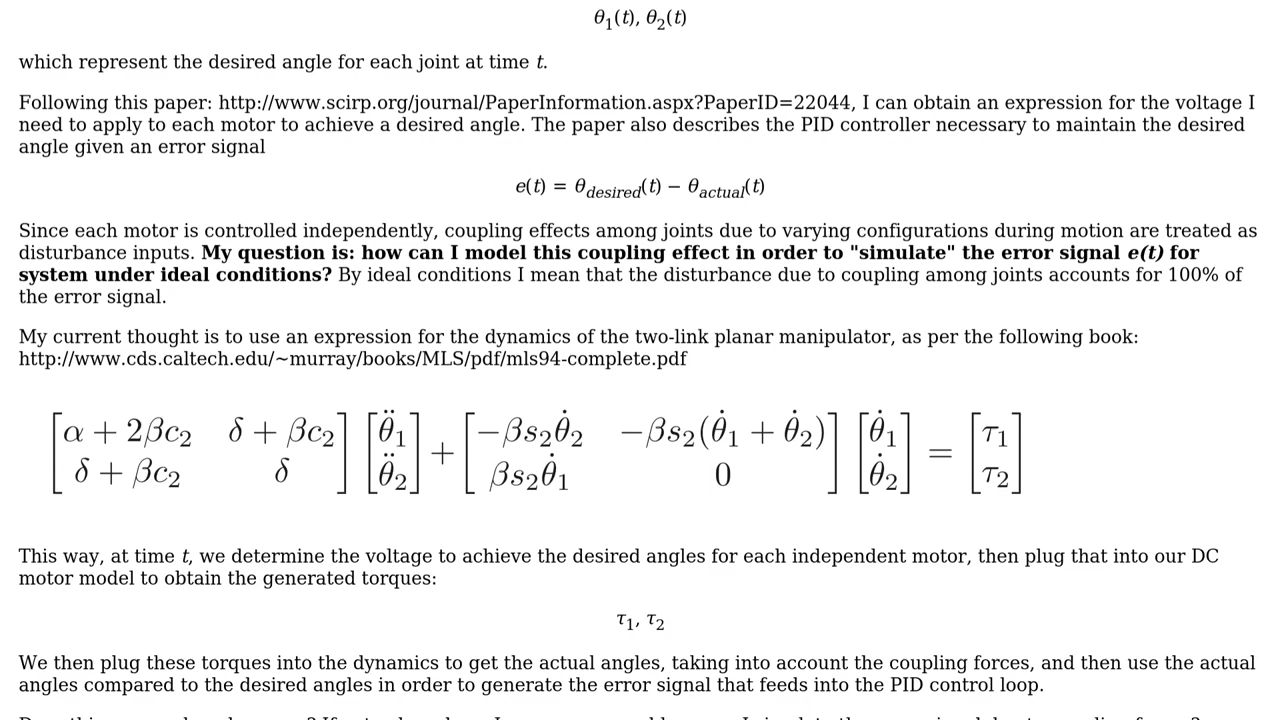 θ1(t), θ2(t)
which represent the desired angle for each joint at time t.
Following this paper: http://www.scirp.org/journal/PaperInformation.aspx?PaperID=22044, I can obtain an expression for the voltage I
need to apply to each motor to achieve a desired angle. The paper also describes the PID controller necessary to maintain the desired
angle given an error signal
e(t) = θdesired(t) − θactual(t)
Since each motor is controlled independently, coupling effects among joints due to varying configurations during motion are treated as
disturbance inputs. My question is: how can I model this coupling effect in order to "simulate" the error signal e(t) for
system under ideal conditions? By ideal conditions I mean that the disturbance due to coupling among joints accounts for 100% of
the error signal.
My current thought is to use an expression for the dynamics of the two-link planar manipulator, as per the following book:
http://www.cds.caltech.edu/~murray/books/MLS/pdf/mls94-complete.pdf
[α + 2βc₂ δ + βc₂] [θ̈₁] [−βs₂θ̇₂ −βs₂(θ̇₁ + θ̇₂)] [θ̇₁] [τ₁]
+ =
[δ + βc₂ δ] [θ̈₂] [βs₂θ̇₁ 0] [θ̇₂] [τ₂]
This way, at time t, we determine the voltage to achieve the desired angles for each independent motor, then plug that into our DC
motor model to obtain the generated torques:
τ1, τ2
We then plug these torques into the dynamics to get the actual angles, taking into account the coupling forces, and then use the actual
angles compared to the desired angles in order to generate the error signal that feeds into the PID control loop.